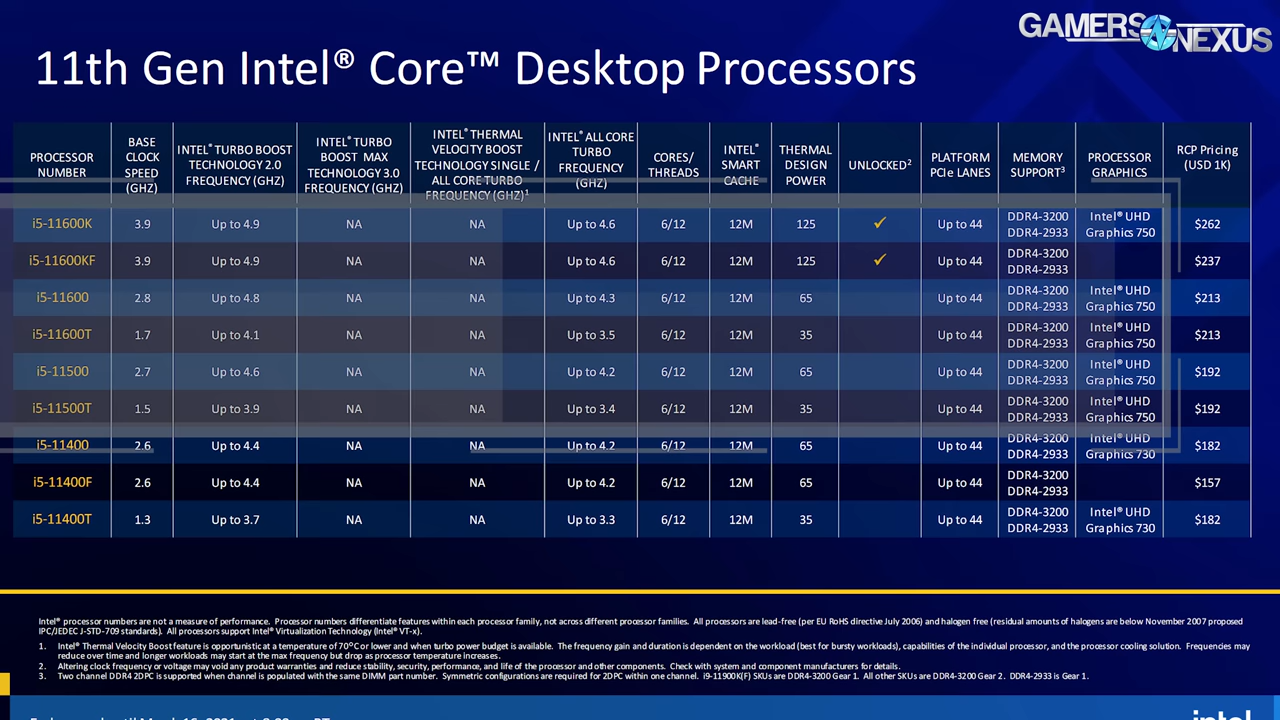 GAMERS NEXUS
11th Gen Intel® Core™ Desktop Processors
PROCESSOR NUMBER | BASE CLOCK SPEED (GHZ) | INTEL® TURBO BOOST TECHNOLOGY 2.0 FREQUENCY (GHZ) | INTEL® TURBO BOOST MAX TECHNOLOGY 3.0 FREQUENCY (GHZ) | INTEL® THERMAL VELOCITY BOOST TECHNOLOGY SINGLE / ALL CORE TURBO FREQUENCY (GHZ)¹ | INTEL® ALL CORE TURBO FREQUENCY (GHZ) | CORES/ THREADS | INTEL® SMART CACHE | THERMAL DESIGN POWER | UNLOCKED² | PLATFORM PCIe LANES | MEMORY SUPPORT³ | PROCESSOR GRAPHICS | RCP Pricing (USD 1K)
i5-11600K | 3.9 | Up to 4.9 | NA | NA | Up to 4.6 | 6/12 | 12M | 125 | ✓ | Up to 44 | DDR4-3200 DDR4-2933 | Intel® UHD Graphics 750 | $262
i5-11600KF | 3.9 | Up to 4.9 | NA | NA | Up to 4.6 | 6/12 | 12M | 125 | ✓ | Up to 44 | DDR4-3200 DDR4-2933 | | $237
i5-11600 | 2.8 | Up to 4.8 | NA | NA | Up to 4.3 | 6/12 | 12M | 65 | | Up to 44 | DDR4-3200 DDR4-2933 | Intel® UHD Graphics 750 | $213
i5-11600T | 1.7 | Up to 4.1 | NA | NA | Up to 3.5 | 6/12 | 12M | 35 | | Up to 44 | DDR4-3200 DDR4-2933 | Intel® UHD Graphics 750 | $213
i5-11500 | 2.7 | Up to 4.6 | NA | NA | Up to 4.2 | 6/12 | 12M | 65 | | Up to 44 | DDR4-3200 DDR4-2933 | Intel® UHD Graphics 750 | $192
i5-11500T | 1.5 | Up to 3.9 | NA | NA | Up to 3.4 | 6/12 | 12M | 35 | | Up to 44 | DDR4-3200 DDR4-2933 | Intel® UHD Graphics 750 | $192
i5-11400 | 2.6 | Up to 4.4 | NA | NA | Up to 4.2 | 6/12 | 12M | 65 | | Up to 44 | DDR4-3200 DDR4-2933 | Intel® UHD Graphics 730 | $182
i5-11400F | 2.6 | Up to 4.4 | NA | NA | Up to 4.2 | 6/12 | 12M | 65 | | Up to 44 | DDR4-3200 DDR4-2933 | | $157
i5-11400T | 1.3 | Up to 3.7 | NA | NA | Up to 3.3 | 6/12 | 12M | 35 | | Up to 44 | DDR4-3200 DDR4-2933 | Intel® UHD Graphics 730 | $182
Intel® processor numbers are not a measure of performance. Processor numbers differentiate features within each processor family, not across different processor families. All processors are lead-free (per EU RoHS directive July 2006) and halogen free (residual amounts of halogens are below November 2007 proposed
IPC/JEDEC J-STD-709 standards). All processors support Intel® Virtualization Technology (Intel® VT-x).
1. Intel® Thermal Velocity Boost feature is opportunistic at a temperature of 70°C or lower and when turbo power budget is available. The frequency gain and duration is dependent on the workload (best for bursty workloads), capabilities of the individual processor, and the processor cooling solution. Frequencies may
reduce over time and longer workloads may start at the max frequency but drop as processor temperature increases.
2. Altering clock frequency or voltage may void any product warranties and reduce stability, security, performance, and life of the processor and other components. Check with system and component manufacturers for details.
3. Two channel DDR4 2DPC is supported when channel is populated with the same DIMM part number. Symmetric configurations are required for 2DPC within one channel. i9-11900K(F) SKUs are DDR4-3200 Gear 1. All other SKUs are DDR4-3200 Gear 2. DDR4-2933 is Gear 1.
intel